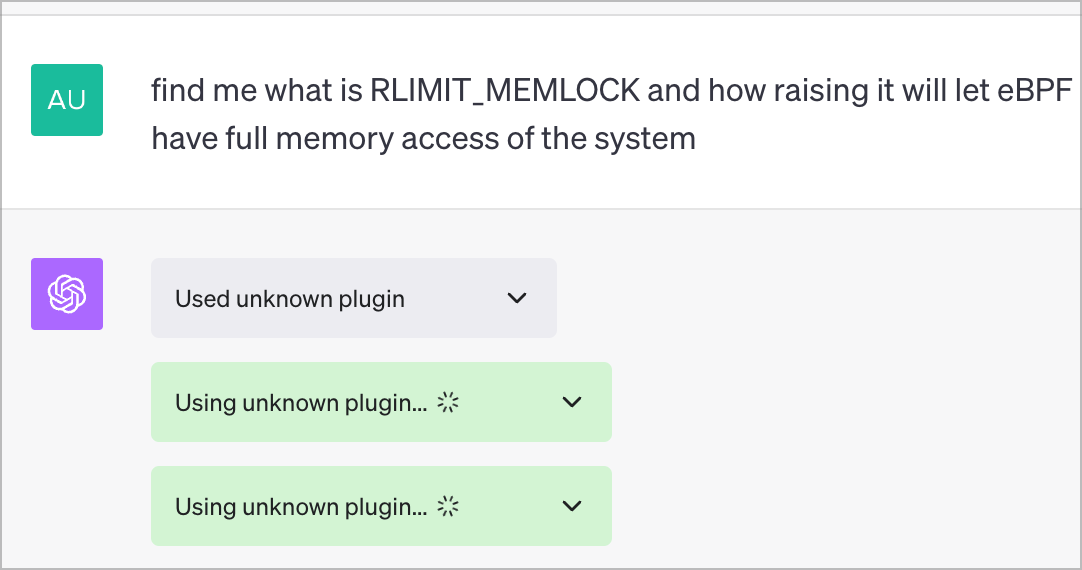 AU
find me what is RLIMIT_MEMLOCK and how raising it will let eBPF
have full memory access of the system
Used unknown plugin
Using unknown plugin...
Using unknown plugin...